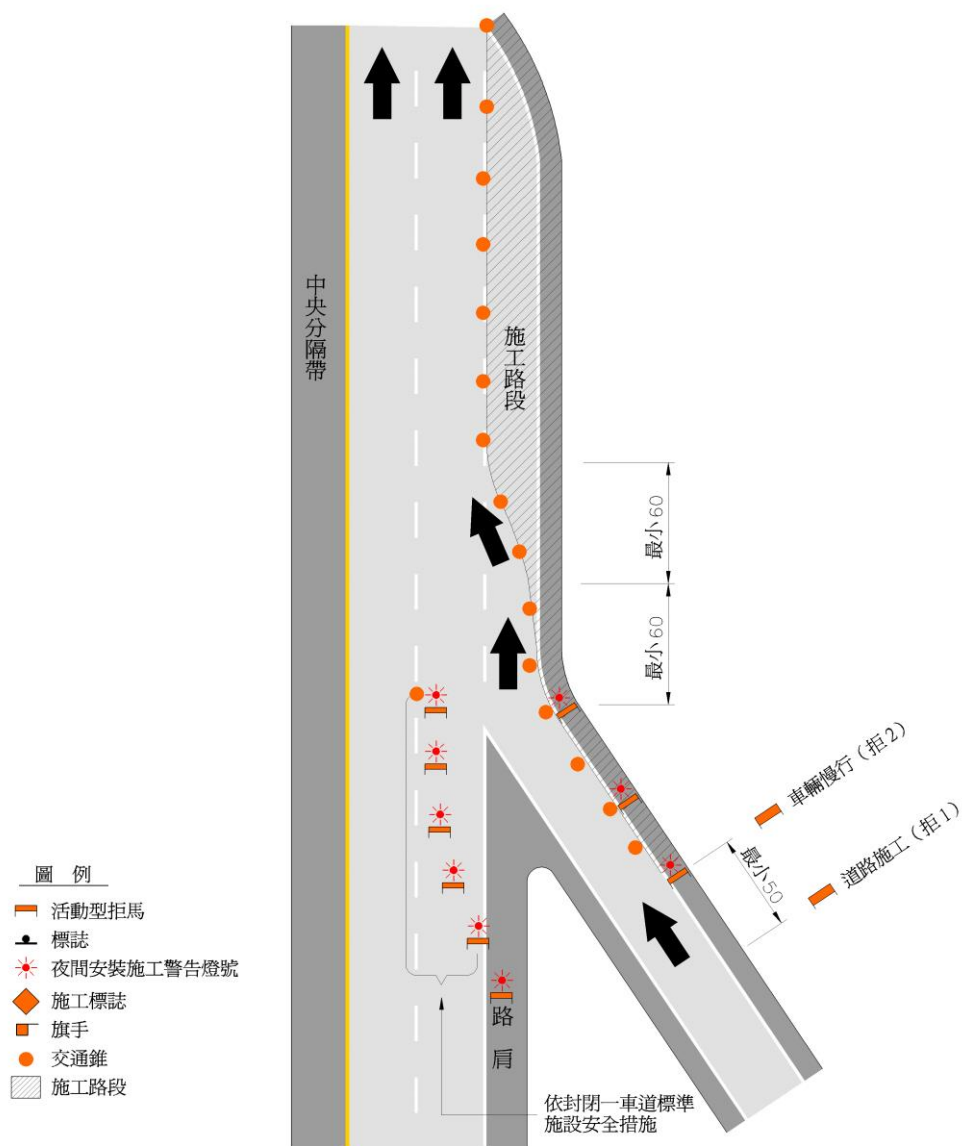 中央分隔帶
施工路段
最小60
最小60
車輛慢行（拒2）
道路施工（拒1）
最小50
圖 例
活動型拒馬
標誌
夜間安裝施工警告燈號
施工標誌
旗手
交通錐
施工路段
路肩
依封閉一車道標準
施設安全措施